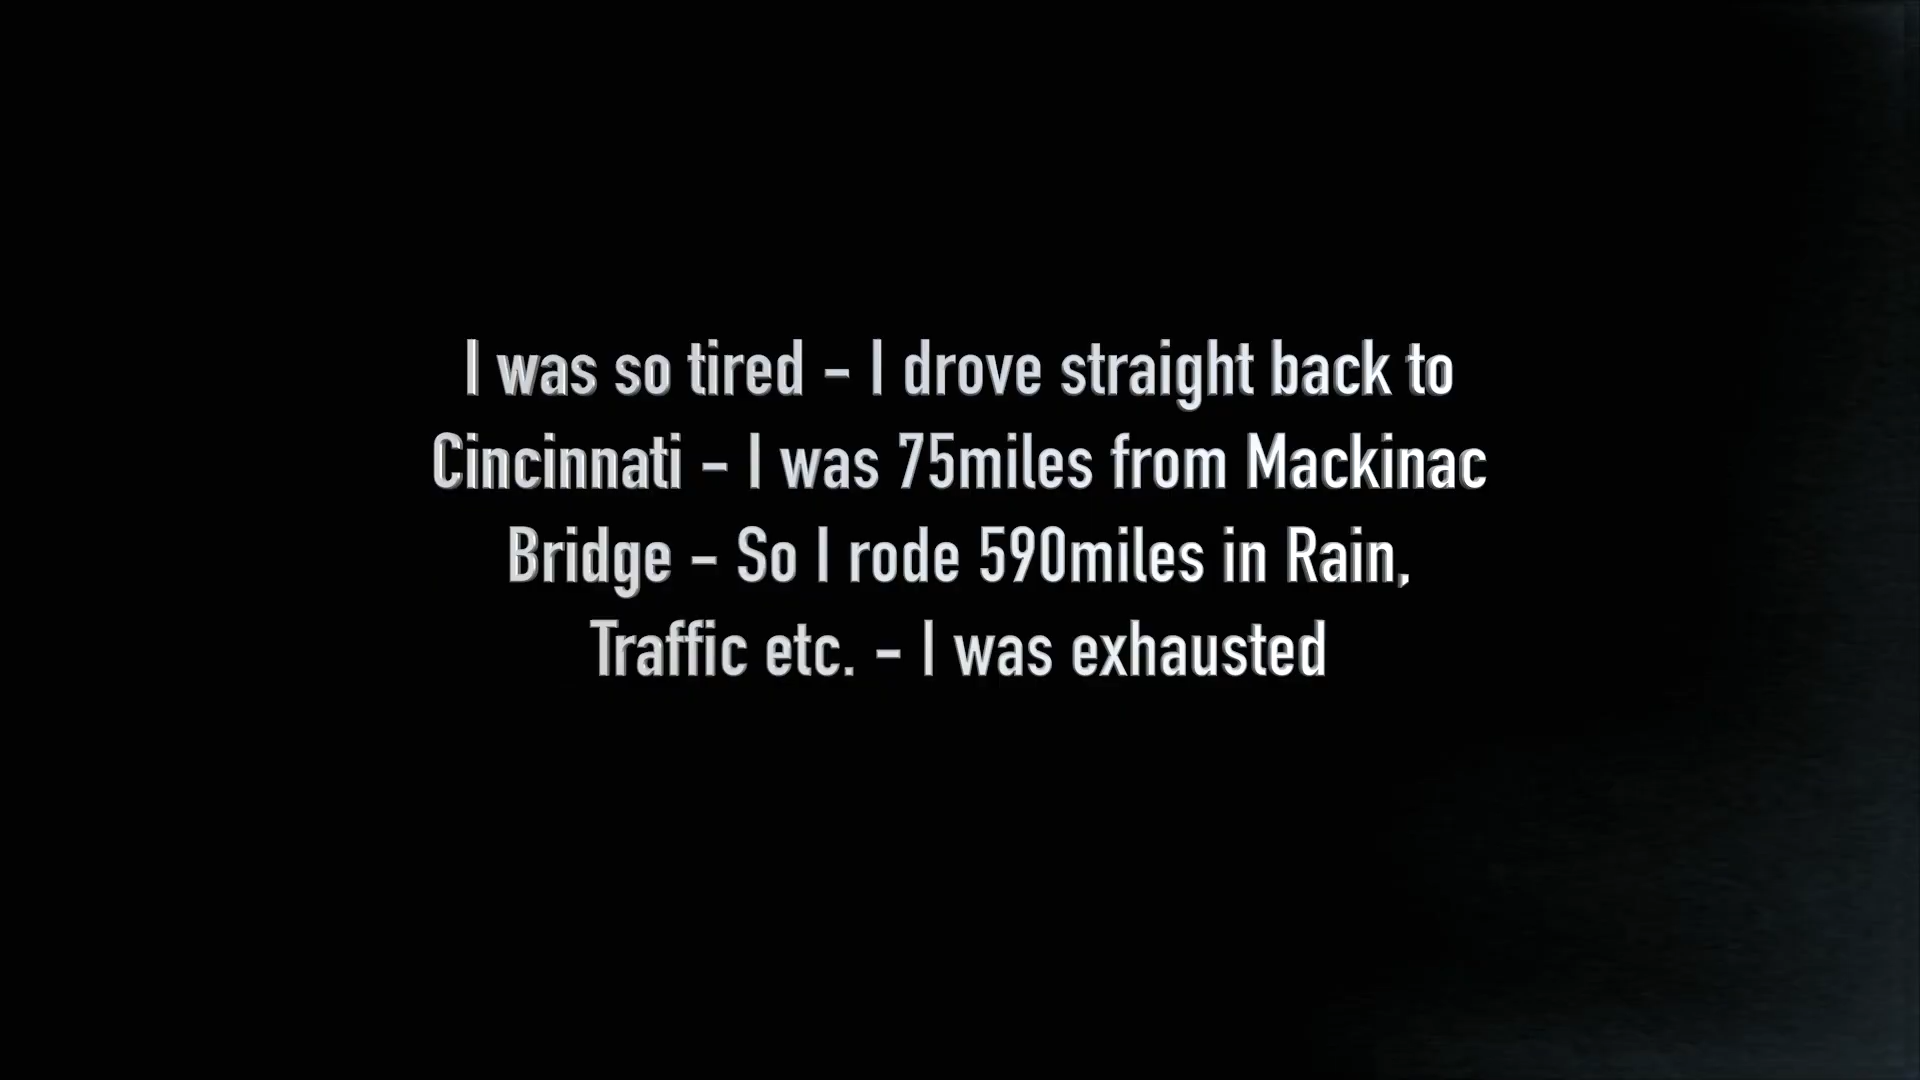 I was so tired - I drove straight back to
Cincinnati - I was 75miles from Mackinac
Bridge - So I rode 590miles in Rain,
Traffic etc. - I was exhausted